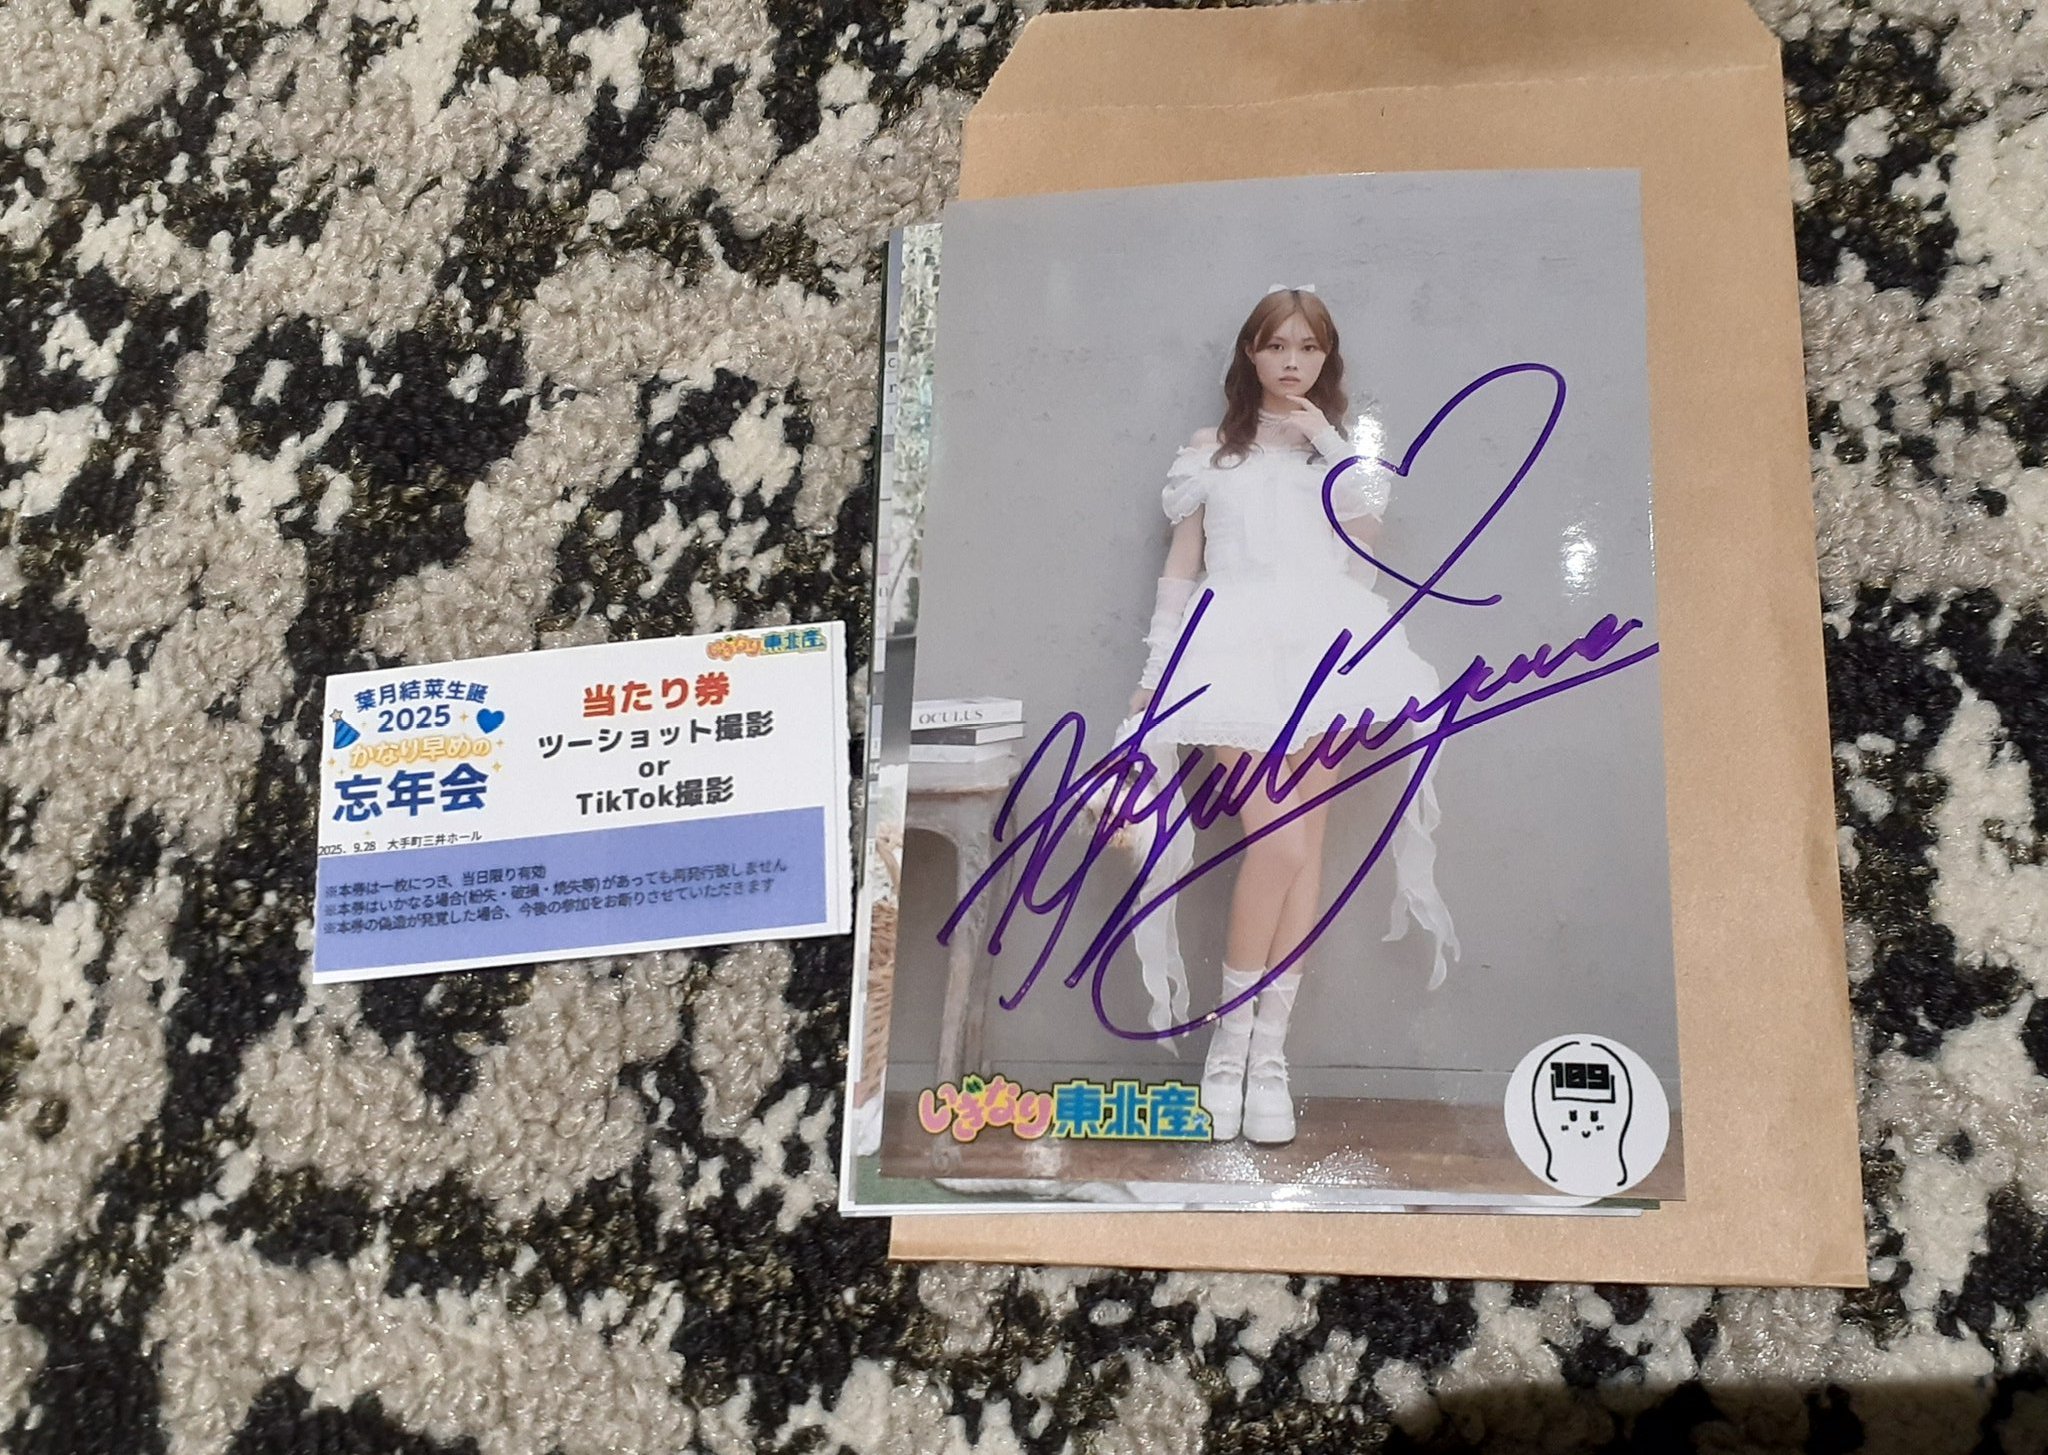 いぎなり東北産
葉月結菜生誕
2025
かなり早めの
忘年会
当たり券
ツーショット撮影
or
TikTok撮影
2025. 9.28 大手町三井ホール
※本券は一枚につき、当日限り有効
※本券はいかなる場合(紛失・破損・焼失等)があっても再発行致しません
※本券の偽造が発覚した場合、今後の参加をお断りさせていただきます
OCULUS
いぎなり東北産
109